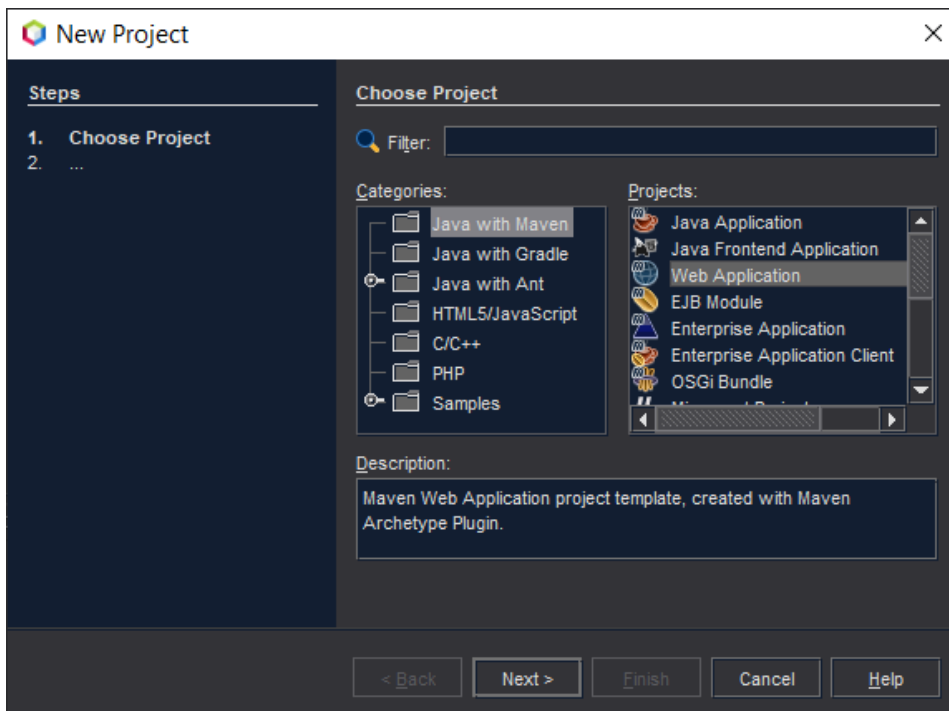 New Project
Steps
1. Choose Project
2. ...
Choose Project
Filter:
Categories:
Java with Maven
Java with Gradle
Java with Ant
HTML5/JavaScript
C/C++
PHP
Samples
Projects:
Java Application
Java Frontend Application
Web Application
EJB Module
Enterprise Application
Enterprise Application Client
OSGi Bundle
Description:
Maven Web Application project template, created with Maven
Archetype Plugin.
< Back
Next >
Finish
Cancel
Help